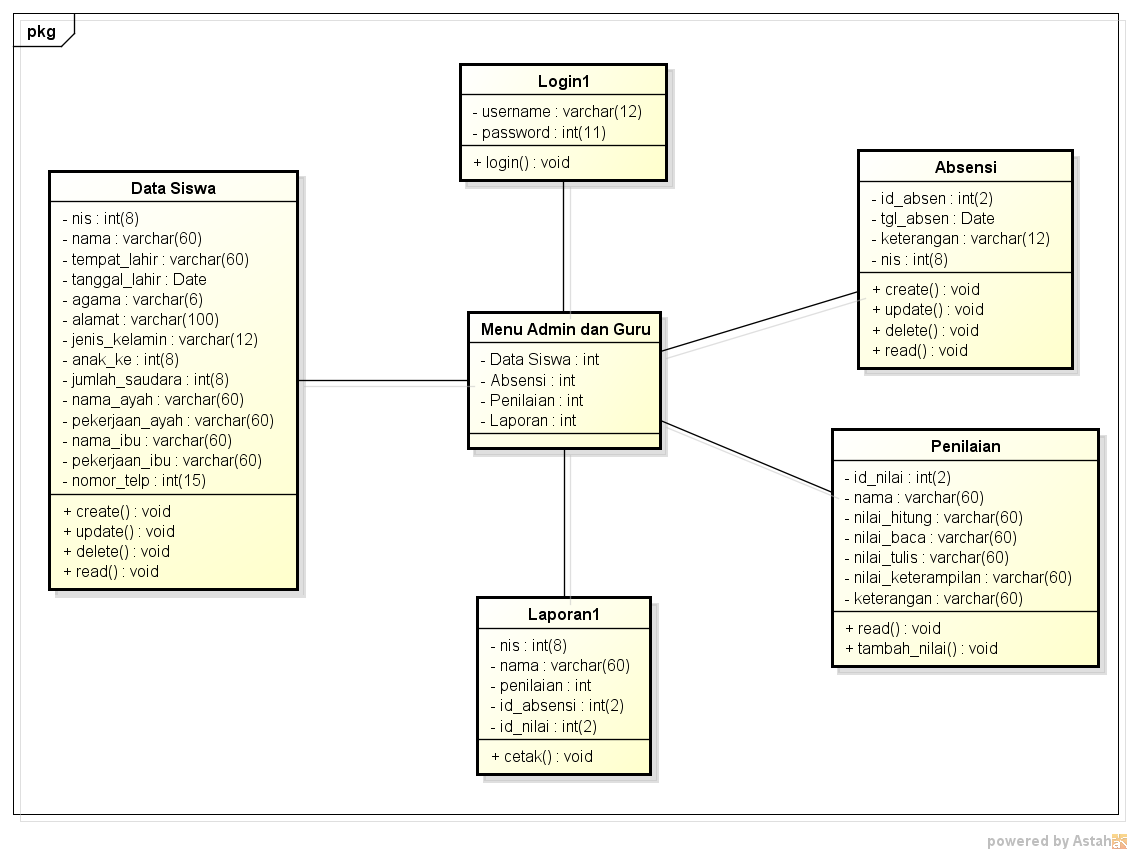 pkg
Login1
- username : varchar(12)
- password : int(11)
+ login() : void
Data Siswa
- nis : int(8)
- nama : varchar(60)
- tempat_lahir : varchar(60)
- tanggal_lahir : Date
- agama : varchar(6)
- alamat : varchar(100)
- jenis_kelamin : varchar(12)
- anak_ke : int(8)
- jumlah_saudara : int(8)
- nama_ayah : varchar(60)
- pekerjaan_ayah : varchar(60)
- nama_ibu : varchar(60)
- pekerjaan_ibu : varchar(60)
- nomor_telp : int(15)
+ create() : void
+ update() : void
+ delete() : void
+ read() : void
Menu Admin dan Guru
- Data Siswa : int
- Absensi : int
- Penilaian : int
- Laporan : int
Absensi
- id_absen : int(2)
- tgl_absen : Date
- keterangan : varchar(12)
- nis : int(8)
+ create() : void
+ update() : void
+ delete() : void
+ read() : void
Penilaian
- id_nilai : int(2)
- nama : varchar(60)
- nilai_hitung : varchar(60)
- nilai_baca : varchar(60)
- nilai_tulis : varchar(60)
- nilai_keterampilan : varchar(60)
- keterangan : varchar(60)
+ read() : void
+ tambah_nilai() : void
Laporan1
- nis : int(8)
- nama : varchar(60)
- penilaian : int
- id_absensi : int(2)
- id_nilai : int(2)
+ cetak() : void
powered by Astah